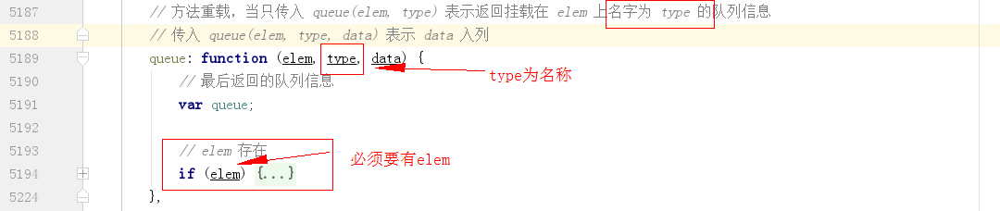 5187 // 方法重载，当只传入 queue(elem, type) 表示返回挂载在 elem 上名字为 type 的队列信息
5188 // 传入 queue(elem, type, data) 表示 data 入列
5189 queue: function (elem, type, data) {
type为名称
5190 // 最后返回的队列信息
5191 var queue;
5192
5193 // elem 存在
必须要有elem
5194 if (elem) {...}
5224 },